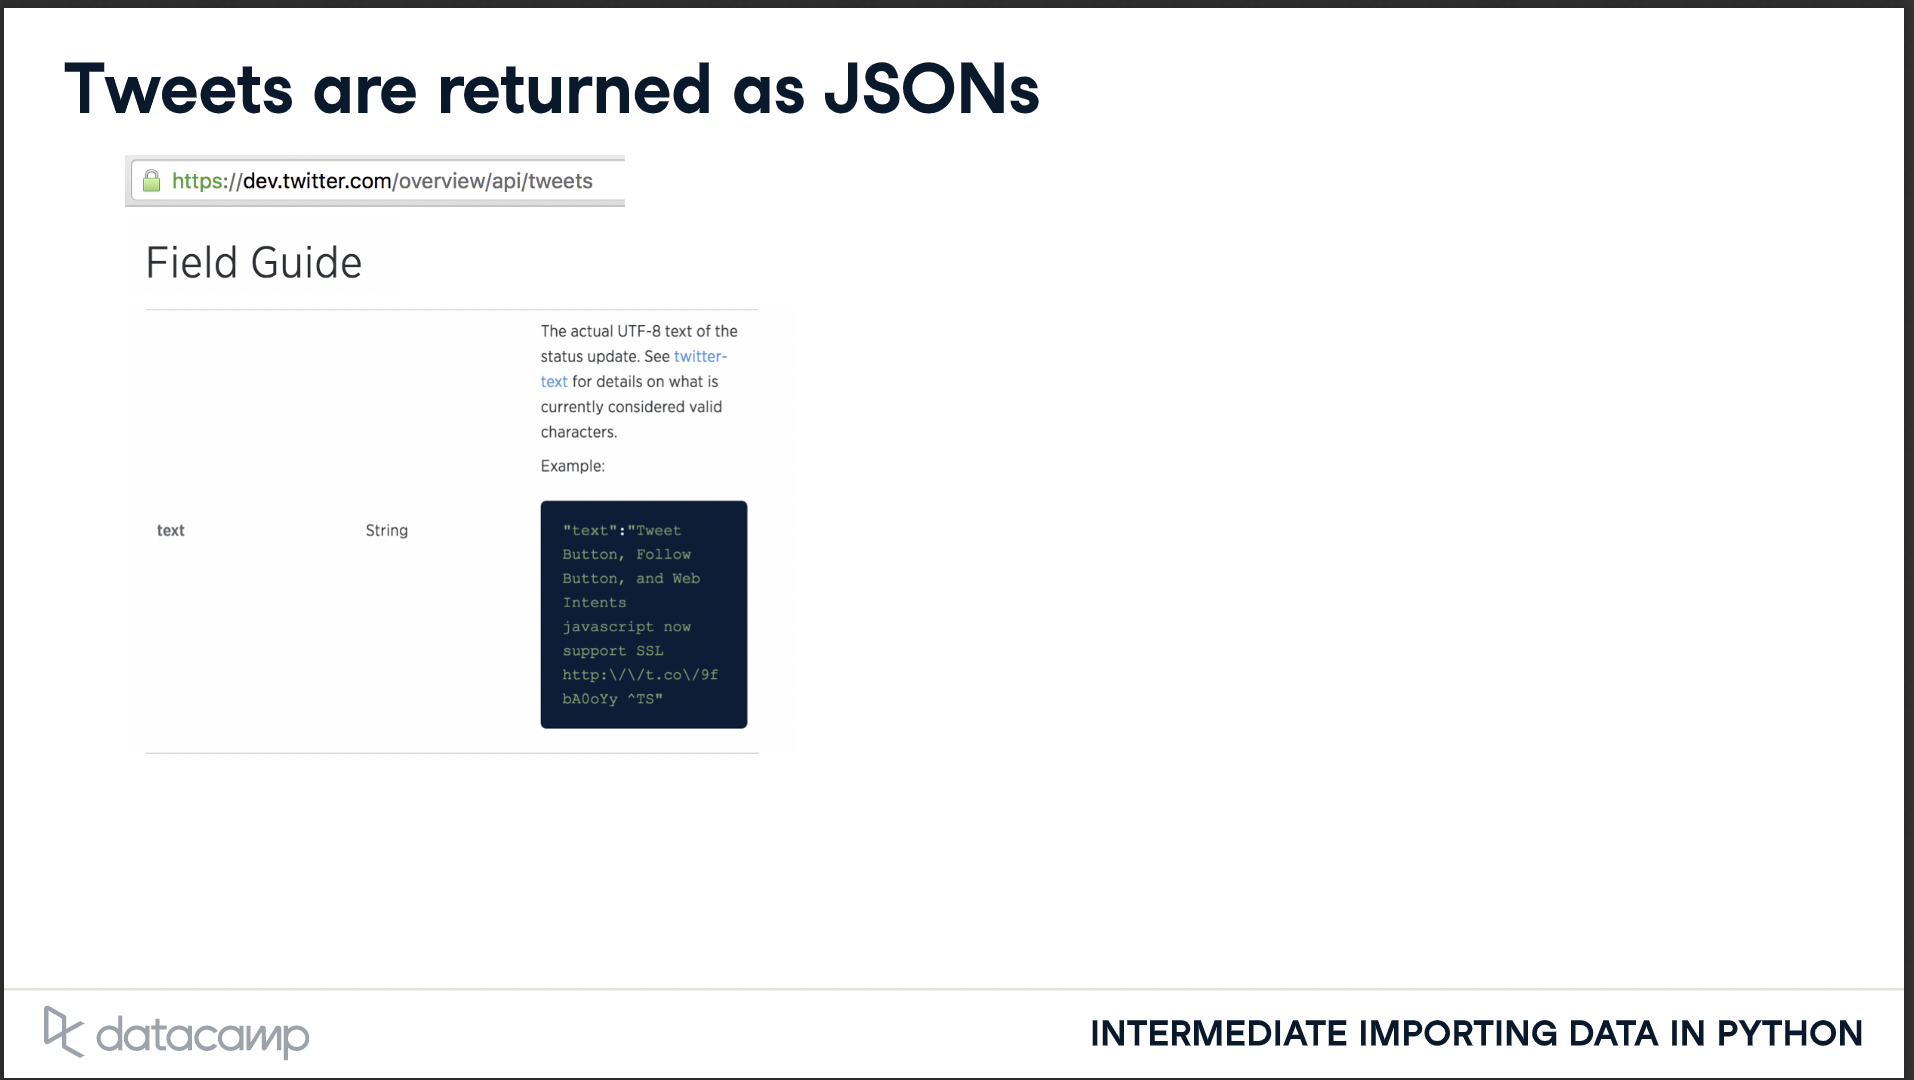 Tweets are returned as JSONs
https://dev.twitter.com/overview/api/tweets
Field Guide
The actual UTF-8 text of the
status update. See twitter-
text for details on what is
currently considered valid
characters.
Example:
text
String
"text":"Tweet
Button, Follow
Button, and Web
Intents
javascript now
support SSL
http:\/\/t.co\/9f
bA0oYy ^TS"
datacamp
INTERMEDIATE IMPORTING DATA IN PYTHON